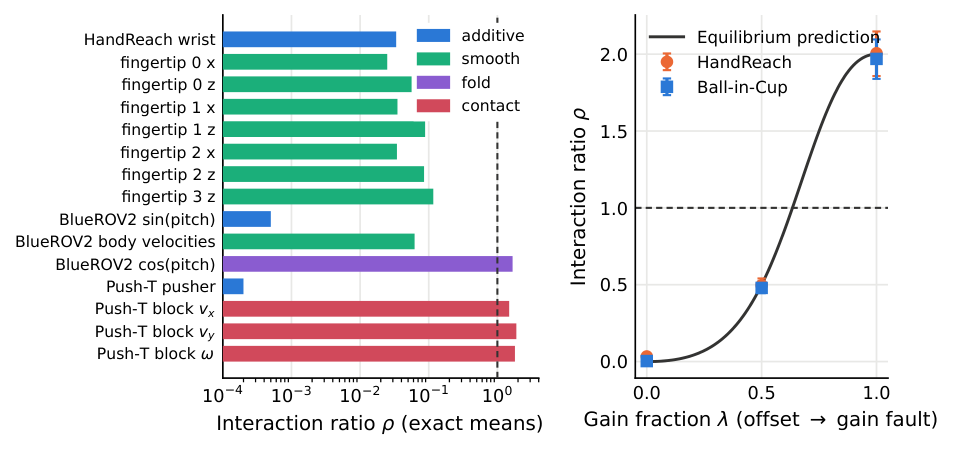 HandReach wrist
fingertip 0 x
fingertip 0 z
fingertip 1 x
fingertip 1 z
fingertip 2 x
fingertip 2 z
fingertip 3 z
BlueROV2 sin(pitch)
BlueROV2 body velocities
BlueROV2 cos(pitch)
Push-T pusher
Push-T block vₓ
Push-T block v_y
Push-T block ω
additive
smooth
fold
contact
10⁻⁴ 10⁻³ 10⁻² 10⁻¹ 10⁰
Interaction ratio ρ (exact means)
Interaction ratio ρ
2.0
1.5
1.0
0.5
0.0
Equilibrium prediction
HandReach
Ball-in-Cup
0.0 0.5 1.0
Gain fraction λ (offset → gain fault)